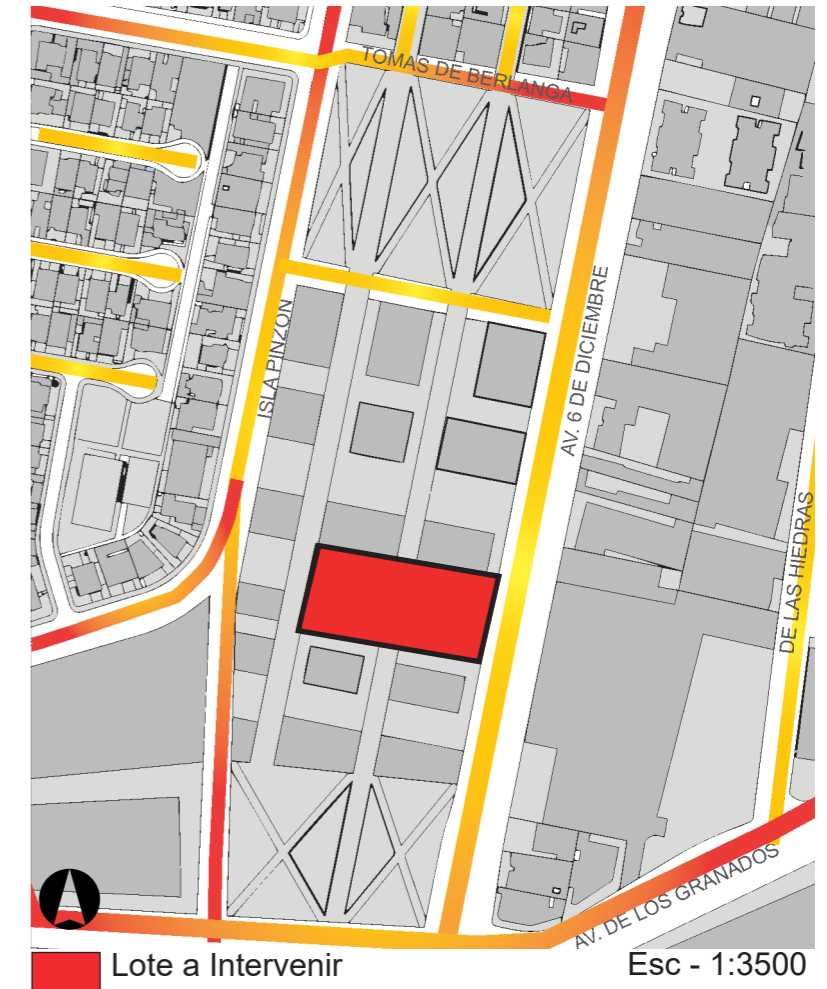 TOMAS DE BERLANGA
ISLA PINZON
AV. 6 DE DICIEMBRE
DE LAS HIEDRAS
AV. DE LOS GRANADOS
Lote a Intervenir
Esc - 1:3500